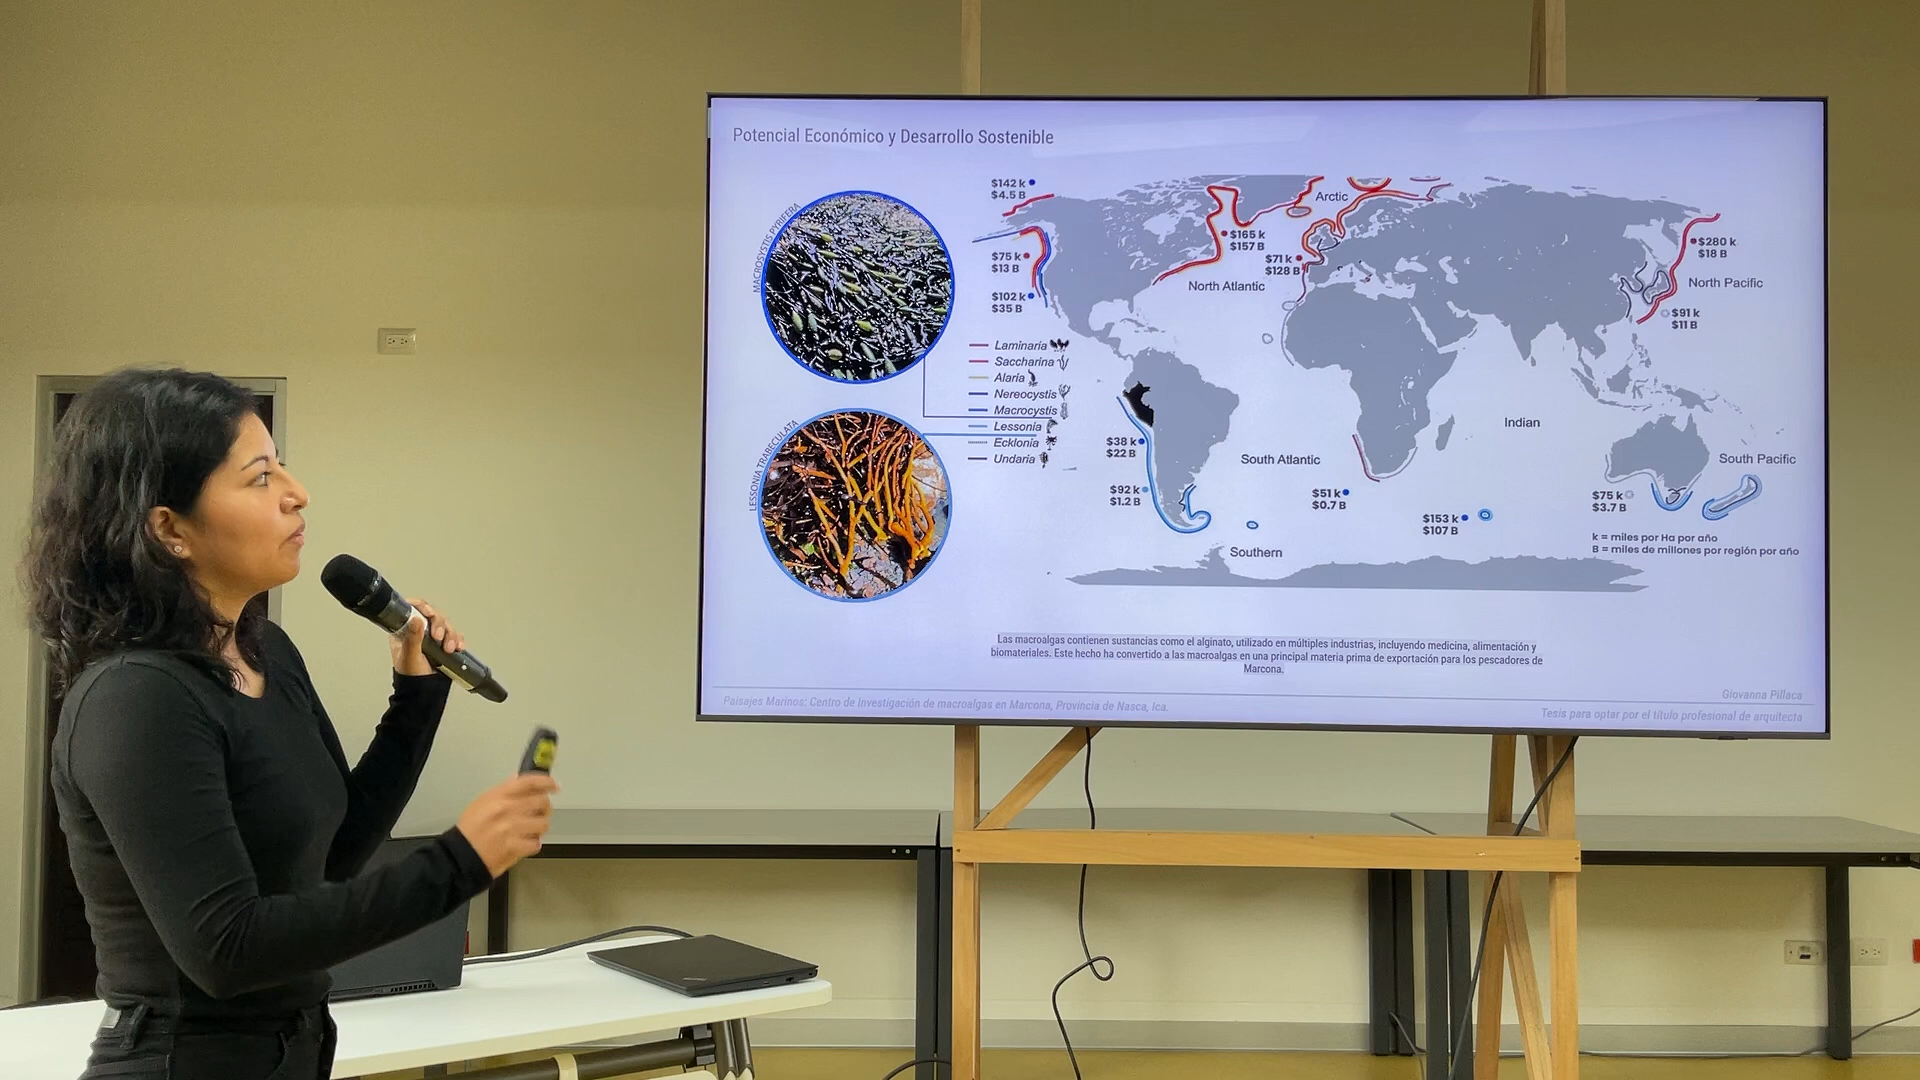 Potencial Económico y Desarrollo Sostenible
MACROSYSTIS PYRIFERA
LESSONIA TRABECULATA
$142 k
$4.5 B
$75 k
$13 B
$102 k
$35 B
$165 k
$157 B
$71 k
$128 B
Arctic
North Atlantic
$280 k
$18 B
North Pacific
$91 k
$11 B
Laminaria
Saccharina
Alaria
Nereocystis
Macrocystis
Lessonia
Ecklonia
Undaria
$38 k
$22 B
$92 k
$1.2 B
South Atlantic
$51 k
$0.7 B
Indian
$153 k
$107 B
South Pacific
$75 k
$3.7 B
Southern
k = miles por Ha por año
B = miles de millones por región por año
Las macroalgas contienen sustancias como el alginato, utilizado en múltiples industrias, incluyendo medicina, alimentación y
biomateriales. Este hecho ha convertido a las macroalgas en una principal materia prima de exportación para los pescadores de
Marcona.
Paisajes Marinos: Centro de Investigación de macroalgas en Marcona, Provincia de Nasca, Ica.
Giovanna Pillaca
Tesis para optar por el título profesional de arquitecta